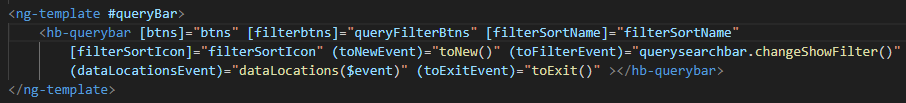 <ng-template #queryBar>
<hb-querybar [btns]="btns" [filterbtns]="queryFilterBtns" [filterSortName]="filterSortName"
[filterSortIcon]="filterSortIcon" (toNewEvent)="toNew()" (toFilterEvent)="querysearchbar.changeShowFilter()"
(dataLocationsEvent)="dataLocations($event)" (toExitEvent)="toExit()" ></hb-querybar>
</ng-template>